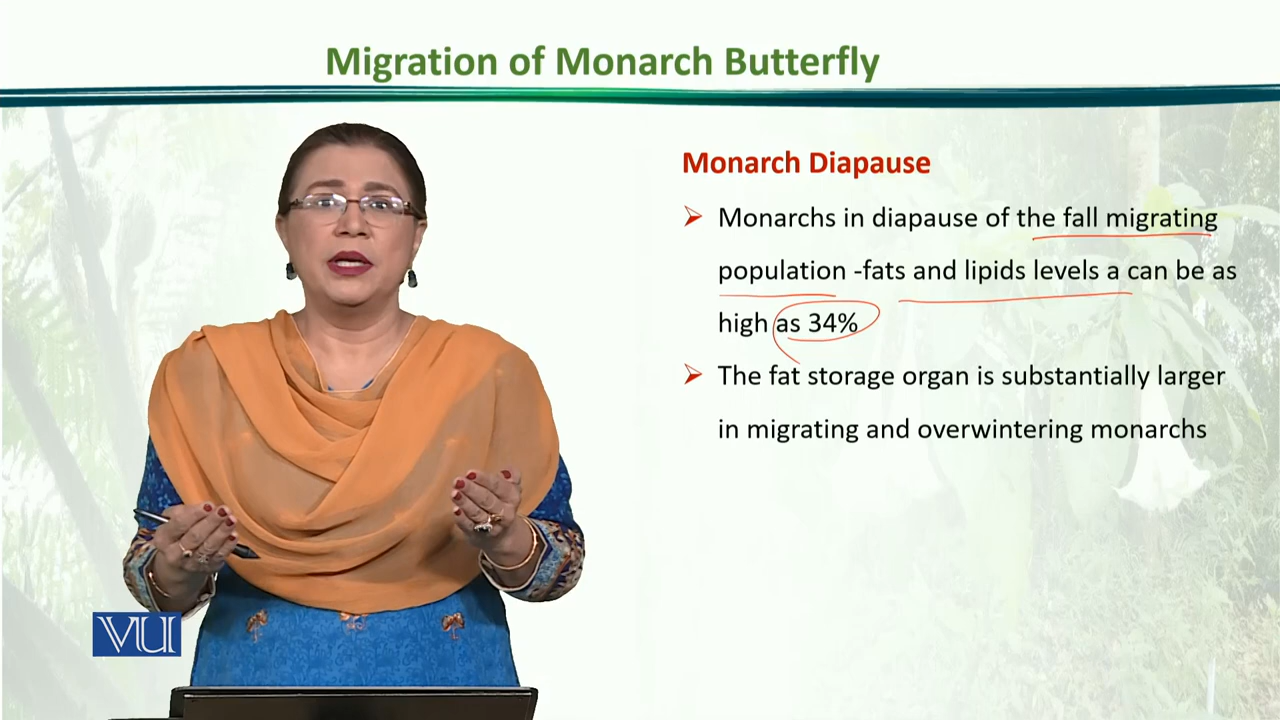 Migration of Monarch Butterfly
Monarch Diapause
Monarchs in diapause of the fall migrating
population -fats and lipids levels a can be as
high as 34%
The fat storage organ is substantially larger
in migrating and overwintering monarchs
VU